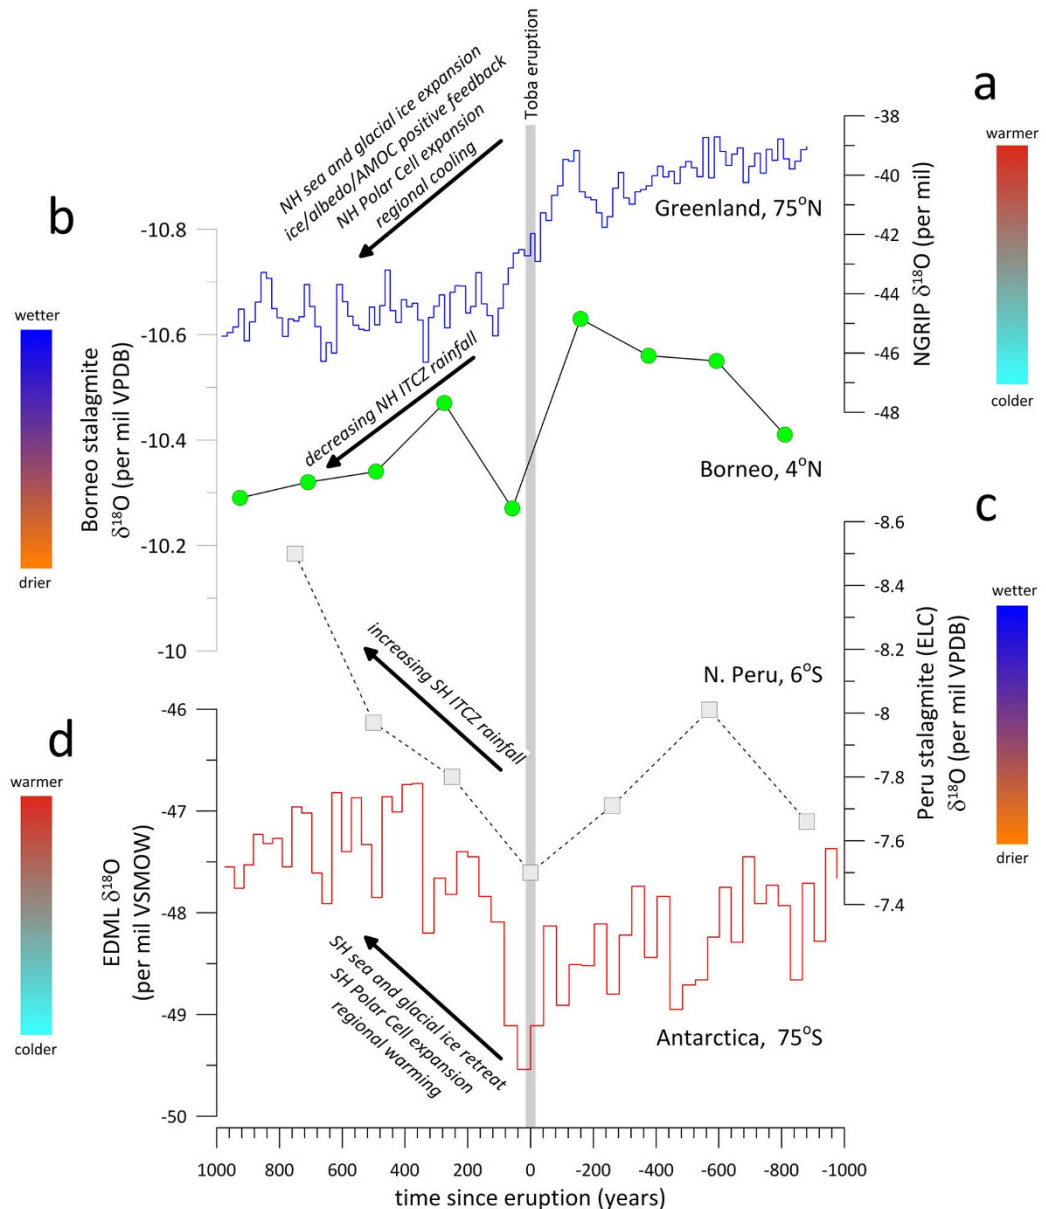 Toba eruption
NH sea and glacial ice expansion
ice/albedo/AMOC positive feedback
NH Polar Cell expansion
regional cooling
a
warmer
colder
-38
-40
-42
-44
-46
-48
NGRIP δ18O (per mil)
Greenland, 75°N
b
wetter
drier
Borneo stalagmite
δ18O (per mil VPDB)
-10.8
-10.6
-10.4
-10.2
-10
decreasing NH ITCZ rainfall
Borneo, 4°N
c
wetter
drier
-8.6
-8.4
-8.2
-8
-7.8
-7.6
-7.4
Peru stalagmite (ELC)
δ18O (per mil VPDB)
N. Peru, 6°S
increasing SH ITCZ rainfall
d
warmer
colder
EDML δ18O
(per mil VSMOW)
-46
-47
-48
-49
-50
SH sea and glacial ice retreat
SH Polar Cell expansion
regional warming
Antarctica, 75°S
1000 800 600 400 200 0 -200 -400 -600 -800 -1000
time since eruption (years)